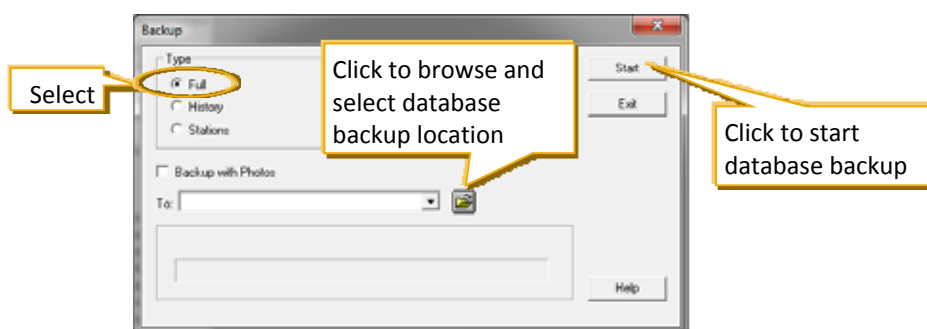 Backup
Type
Full
History
Stations
Select
Click to browse and
select database
backup location
Start
Exit
Click to start
database backup
Backup with Photos
To:
Help